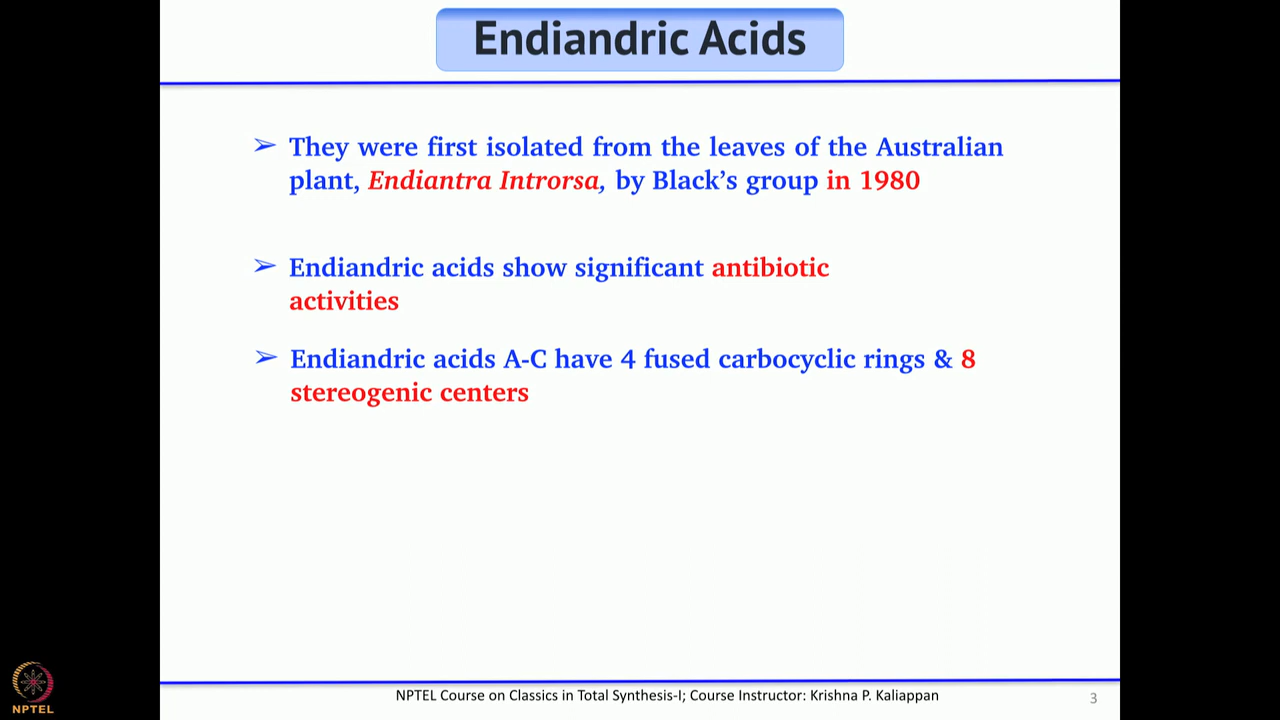 Endiandric Acids
➢ They were first isolated from the leaves of the Australian
plant, Endiantra Introrsa, by Black's group in 1980
➢ Endiandric acids show significant antibiotic
activities
➢ Endiandric acids A-C have 4 fused carbocyclic rings & 8
stereogenic centers
NPTEL Course on Classics in Total Synthesis-I; Course Instructor: Krishna P. Kaliappan
3
NPTEL